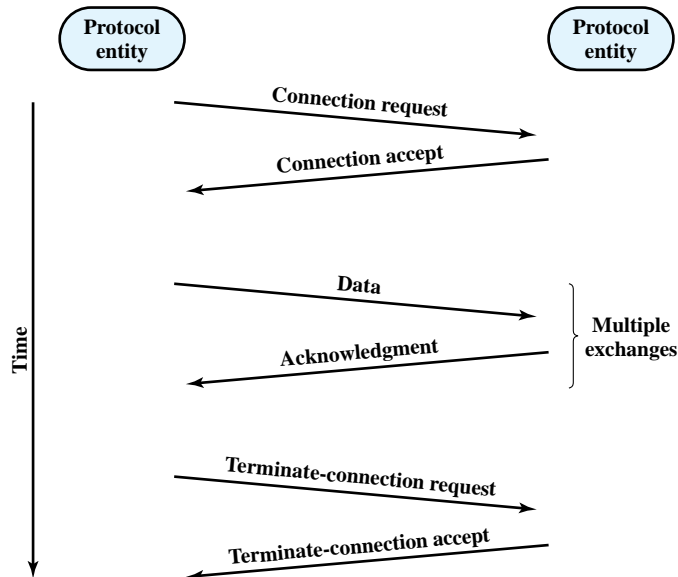 Protocol
entity
Protocol
entity
Connection request
Connection accept
Data
Acknowledgment
Multiple
exchanges
Time
Terminate-connection request
Terminate-connection accept